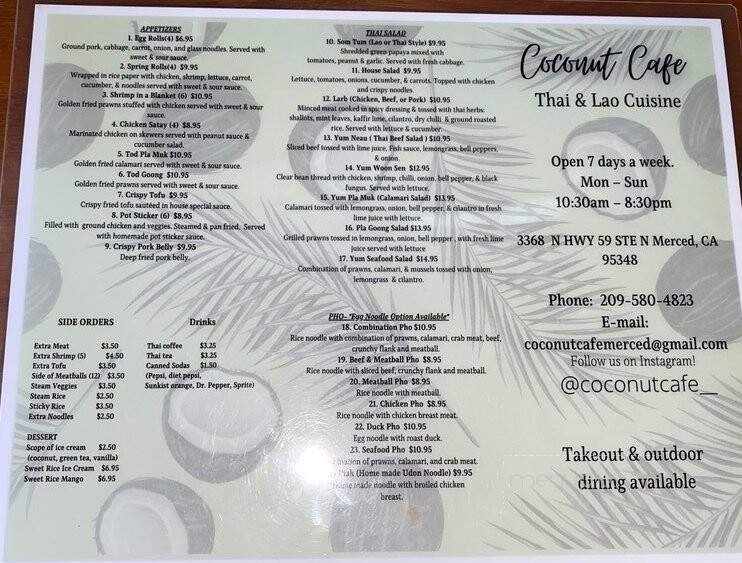 APPETIZERS
1. Egg Rolls(4) $6.95
Ground pork, cabbage, carrot, onion, and glass noodles. Served with
sweet & sour sauce.
2. Spring Rolls(4) $9.95
Wrapped in rice paper with chicken, shrimp, lettuce, carrot,
cucumber, & noodles served with sweet & sour sauce.
3. Shrimp in a Blanket (6) $10.95
Golden fried prawns stuffed with chicken served with sweet & sour
sauce.
4. Chicken Satay (4) $8.95
Marinated chicken on skewers served with peanut sauce &
cucumber salad.
5. Tod Pla Muk $10.95
Golden fried calamari served with sweet & sour sauce.
6. Tod Goong $10.95
Golden fried prawns served with sweet & sour sauce.
7. Crispy Tofu $9.95
Crispy fried tofu sautéed in house special sauce.
8. Pot Sticker (6) $8.95
Filled with ground chicken and veggies. Steamed & pan fried. Served
with homemade pot sticker sauce.
9. Crispy Pork Belly $9.95
Deep fried pork belly.
SIDE ORDERS
Extra Meat $3.50
Extra Shrimp (5) $4.50
Extra Tofu $3.50
Side of Meatballs (12) $3.50
Steam Veggies $3.50
Steam Rice $2.50
Sticky Rice $3.50
Extra Noodles $2.50
Drinks
Thai coffee $3.25
Thai tea $3.25
Canned Sodas $1.50
(Pepsi, diet pepsi,
Sunkist orange, Dr. Pepper, Sprite)
DESSERT
Scope of ice cream $2.50
(coconut, green tea, vanilla)
Sweet Rice Ice Cream $6.95
Sweet Rice Mango $6.95
THAI SALAD
10. Som Tum (Lao or Thai Style) $9.95
Shredded green papaya mixed with
tomatoes, peanut & garlic. Served with fresh cabbage.
11. House Salad $9.95
Lettuce, tomatoes, onions, cucumber, & carrots. Topped with chicken
and crispy noodles.
12. Larb (Chicken, Beef, or Pork) $10.95
Minced meat cooked in spicy dressing & tossed with thai herbs:
shallots, mint leaves, kaffir lime, cilantro, dry chilli & ground roasted
rice. Served with lettuce & cucumber.
13. Yum Neau ( Thai Beef Salad ) $10.95
Sliced beef tossed with lime juice, Fish sauce, lemongrass, bell peppers,
& onion.
14. Yum Woon Sen $12.95
Clear bean thread with chicken, shrimp, chilli, onion, bell pepper, & black
fungus. Served with lettuce.
15. Yum Pla Muk (Calamari Salad) $13.95
Calamari tossed with lemongrass, onion, bell pepper, & cilantro in fresh
lime juice with lettuce.
16. Pla Goong Salad $13.95
Grilled prawns tossed in lemongrass, onion, bell pepper , with fresh lime
juice served with lettuce
17. Yum Seafood Salad $14.95
Combination of prawns, calamari, & mussels tossed with onion,
lemongrass & cilantro.
PHO- "Egg Noodle Option Available"
18. Combination Pho $10.95
Rice noodle with combination of prawns, calamari, crab meat, beef,
crunchy flank and meatball.
19. Beef & Meatball Pho $8.95
Rice noodle with sliced beef, crunchy flank and meatball.
20. Meatball Pho $8.95
Rice noodle with meatball.
21. Chicken Pho $8.95
Rice noodle with chicken breast meat.
22. Duck Pho $10.95
Egg noodle with roast duck.
23. Seafood Pho $10.95
of prawns, calamari, and crab meat.
Piak (Home made Udon Noodle) $9.95
Home made noodle with broiled chicken
breast.
Coconut Cafe
Thai & Lao Cuisine
Open 7 days a week.
Mon – Sun
10:30am – 8:30pm
3368 N HWY 59 STE N Merced, CA
95348
Phone: 209-580-4823
E-mail:
coconutcafemerced@gmail.com
Follow us on Instagram!
@coconutcafe__
Takeout & outdoor
dining available